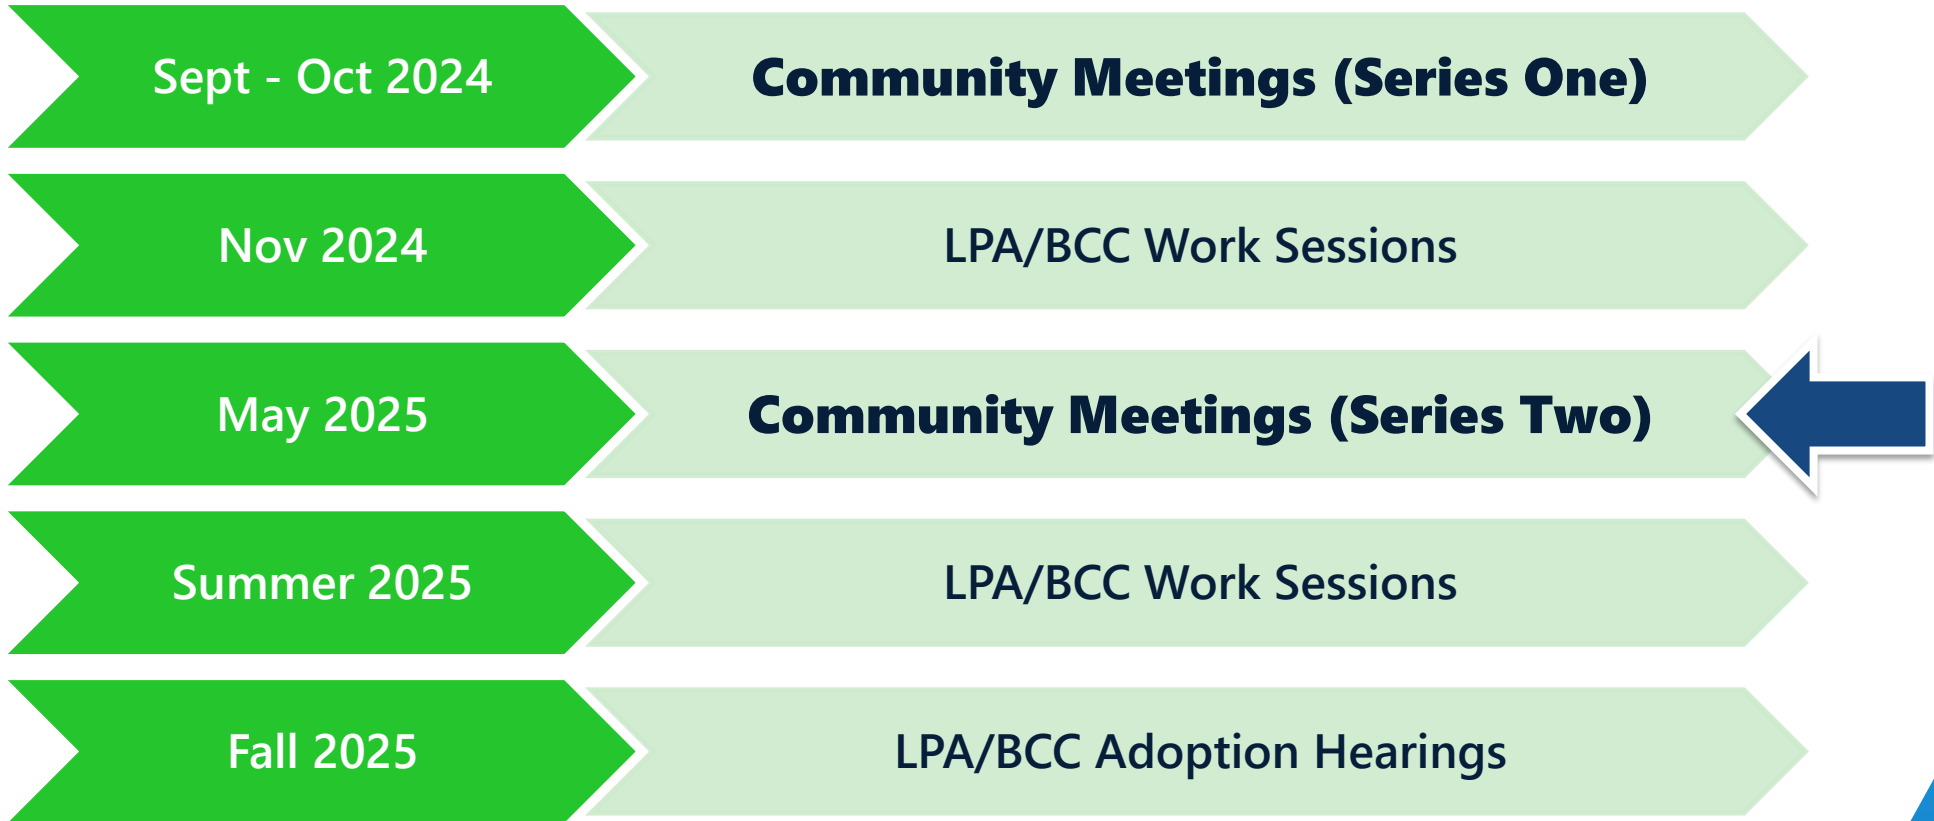 Sept - Oct 2024
Community Meetings (Series One)
Nov 2024
LPA/BCC Work Sessions
May 2025
Community Meetings (Series Two)
Summer 2025
LPA/BCC Work Sessions
Fall 2025
LPA/BCC Adoption Hearings